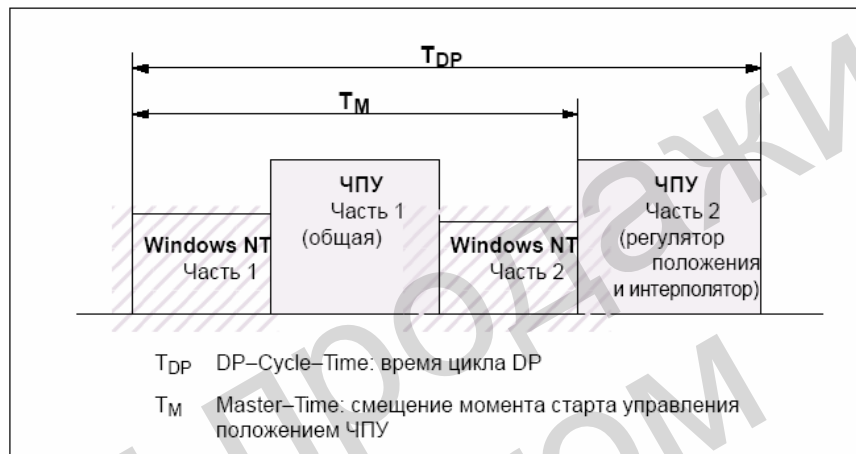 T_DP
T_M
ЧПУ
Часть 1
(общая)
ЧПУ
Часть 2
(регулятор
положения
и интерполятор)
Windows NT
Часть 1
Windows NT
Часть 2
T_DP DP–Cycle–Time: время цикла DP
T_M Master–Time: смещение момента старта управления
положением ЧПУ
Продажи